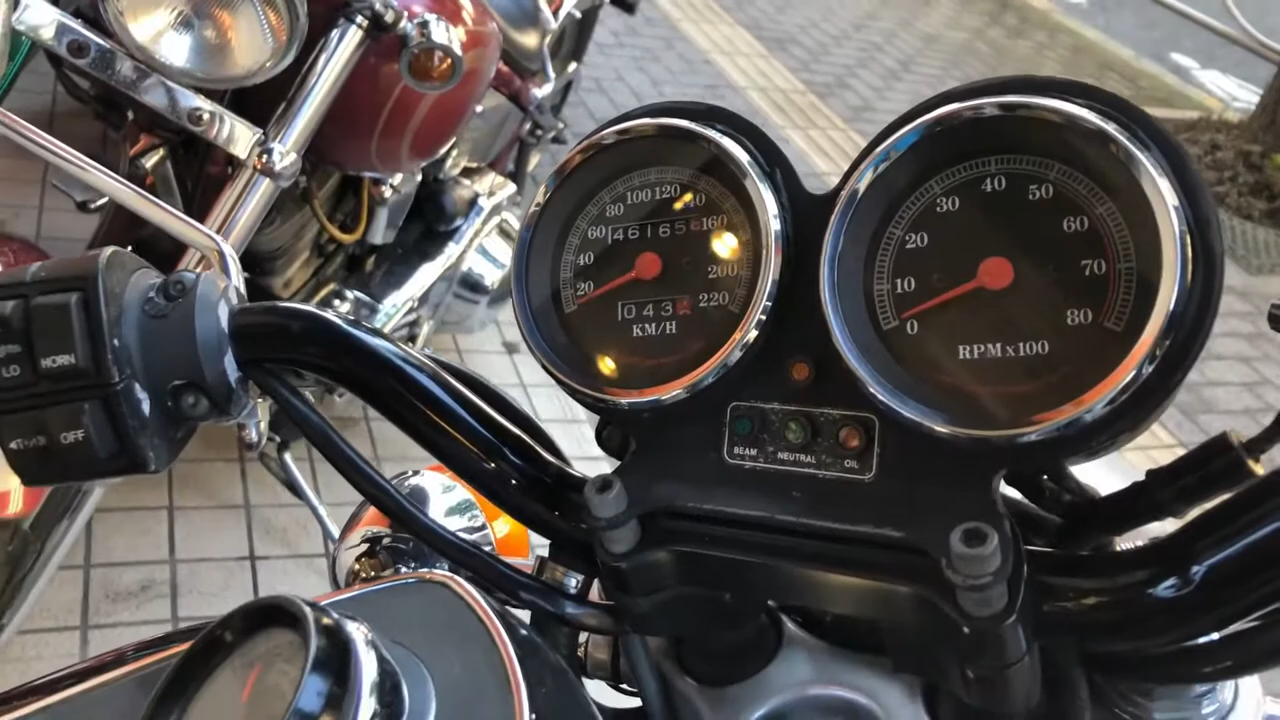 20 40 60 80 100 120 140 160 200 220
46165
043
KM/H
0 10 20 30 40 50 60 70 80
RPM x100
BEAM NEUTRAL OIL
LO
HORN
OFF